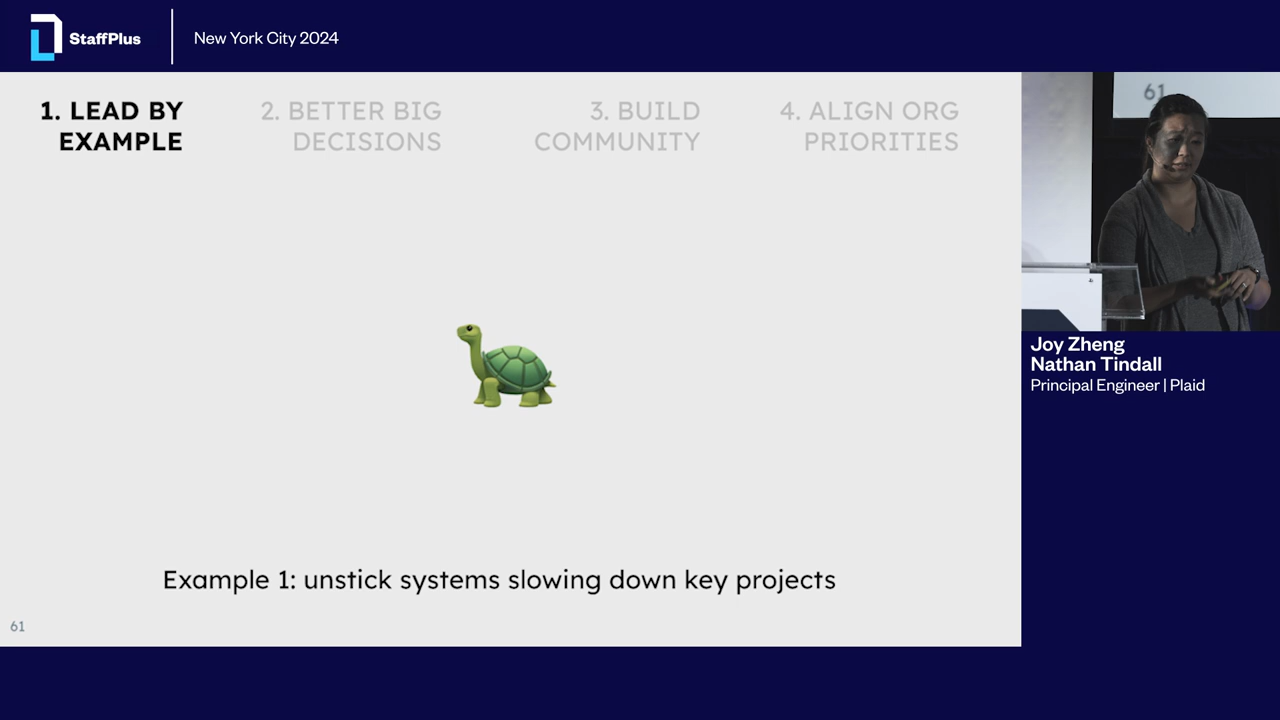 StaffPlus
New York City 2024
1. LEAD BY
EXAMPLE
2. BETTER BIG
DECISIONS
3. BUILD
COMMUNITY
4. ALIGN ORG
PRIORITIES
61
Joy Zheng
Nathan Tindall
Principal Engineer | Plaid
Example 1: unstick systems slowing down key projects
61